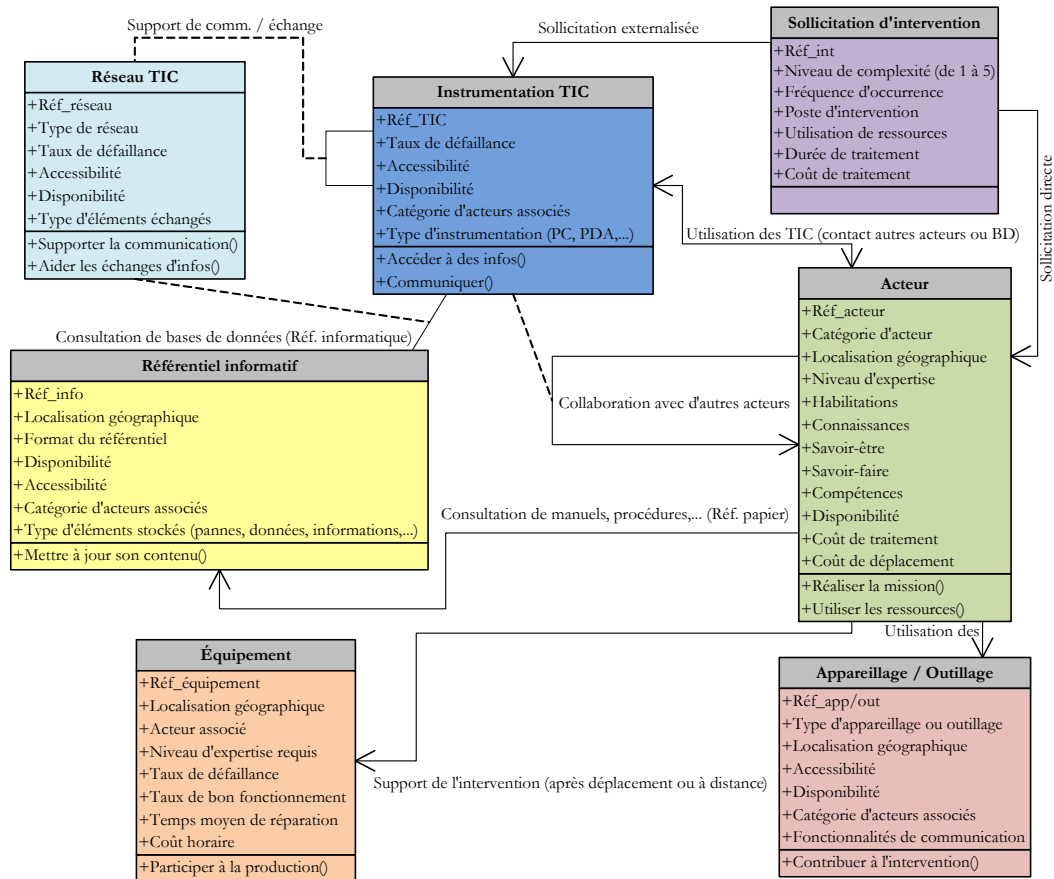 Support de comm. / échange
Réseau TIC
+Réf_réseau
+Type de réseau
+Taux de défaillance
+Accessibilité
+Disponibilité
+Type d'éléments échangés
+Supporter la communication()
+Aider les échanges d'infos()
Sollicitation externalisée
Instrumentation TIC
+Réf_TIC
+Taux de défaillance
+Accessibilité
+Disponibilité
+Catégorie d'acteurs associés
+Type d'instrumentation (PC, PDA,...)
+Accéder à des infos()
+Communiquer()
Sollicitation d'intervention
+Réf_int
+Niveau de complexité (de 1 à 5)
+Fréquence d'occurrence
+Poste d'intervention
+Utilisation de ressources
+Durée de traitement
+Coût de traitement
Sollicitation directe
Utilisation des TIC (contact autres acteurs ou BD)
Acteur
+Réf_acteur
+Catégorie d'acteur
+Localisation géographique
+Niveau d'expertise
+Habilitations
+Connaissances
+Savoir-être
+Savoir-faire
+Compétences
+Disponibilité
+Coût de traitement
+Coût de déplacement
+Réaliser la mission()
+Utiliser les ressources()
Consultation de bases de données (Réf. informatique)
Référentiel informatif
+Réf_info
+Localisation géographique
+Format du référentiel
+Disponibilité
+Accessibilité
+Catégorie d'acteurs associés
+Type d'éléments stockés (pannes, données, informations,...)
+Mettre à jour son contenu()
Collaboration avec d'autres acteurs
Consultation de manuels, procédures,... (Réf. papier)
Utilisation des
Équipement
+Réf_équipement
+Localisation géographique
+Acteur associé
+Niveau d'expertise requis
+Taux de défaillance
+Taux de bon fonctionnement
+Temps moyen de réparation
+Coût horaire
+Participer à la production()
Support de l'intervention (après déplacement ou à distance)
Appareillage / Outillage
+Réf_app/out
+Type d'appareillage ou outillage
+Localisation géographique
+Accessibilité
+Disponibilité
+Catégorie d'acteurs associés
+Fonctionnalités de communication
+Contribuer à l'intervention()